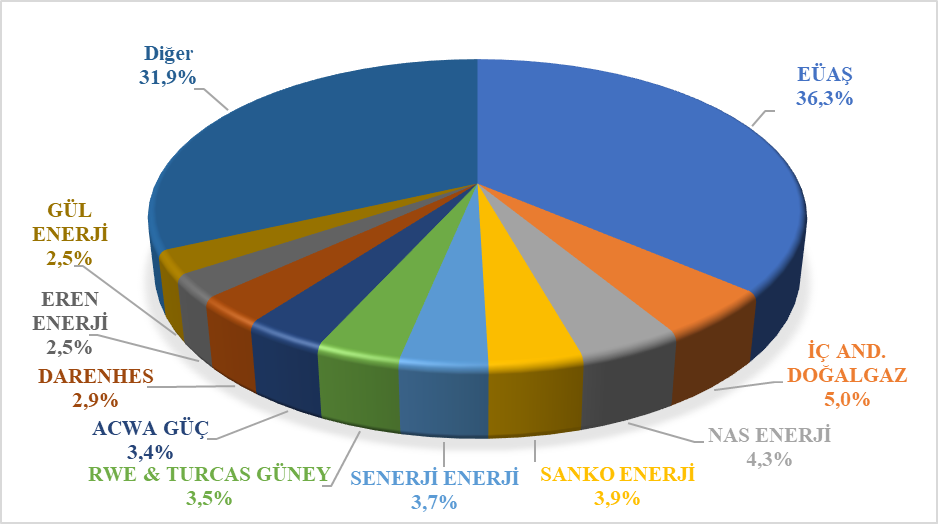 Diğer
31,9%
EÜAŞ
36,3%
GÜL
ENERJİ
2,5%
EREN
ENERJİ
2,5%
DARENHES
2,9%
ACWA GÜÇ
3,4%
RWE & TURCAS GÜNEY
3,5%
SENERJİ ENERJİ
3,7%
SANKO ENERJİ
3,9%
NAS ENERJİ
4,3%
İÇ AND.
DOĞALGAZ
5,0%